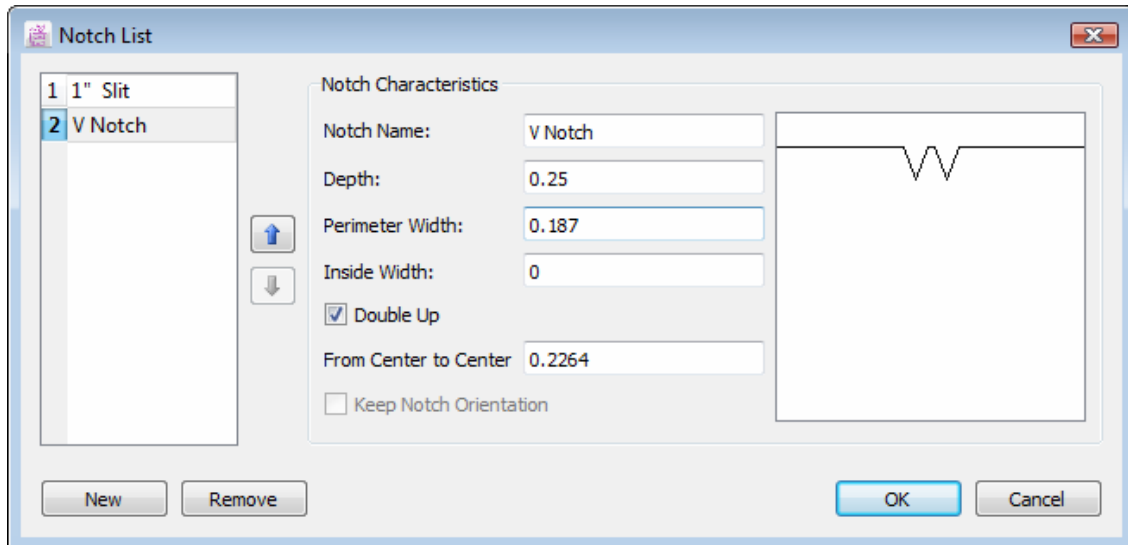 Notch List
1 1" Slit
2 V Notch
Notch Characteristics
Notch Name: V Notch
Depth: 0.25
Perimeter Width: 0.187
Inside Width: 0
Double Up
From Center to Center 0.2264
Keep Notch Orientation
New Remove OK Cancel